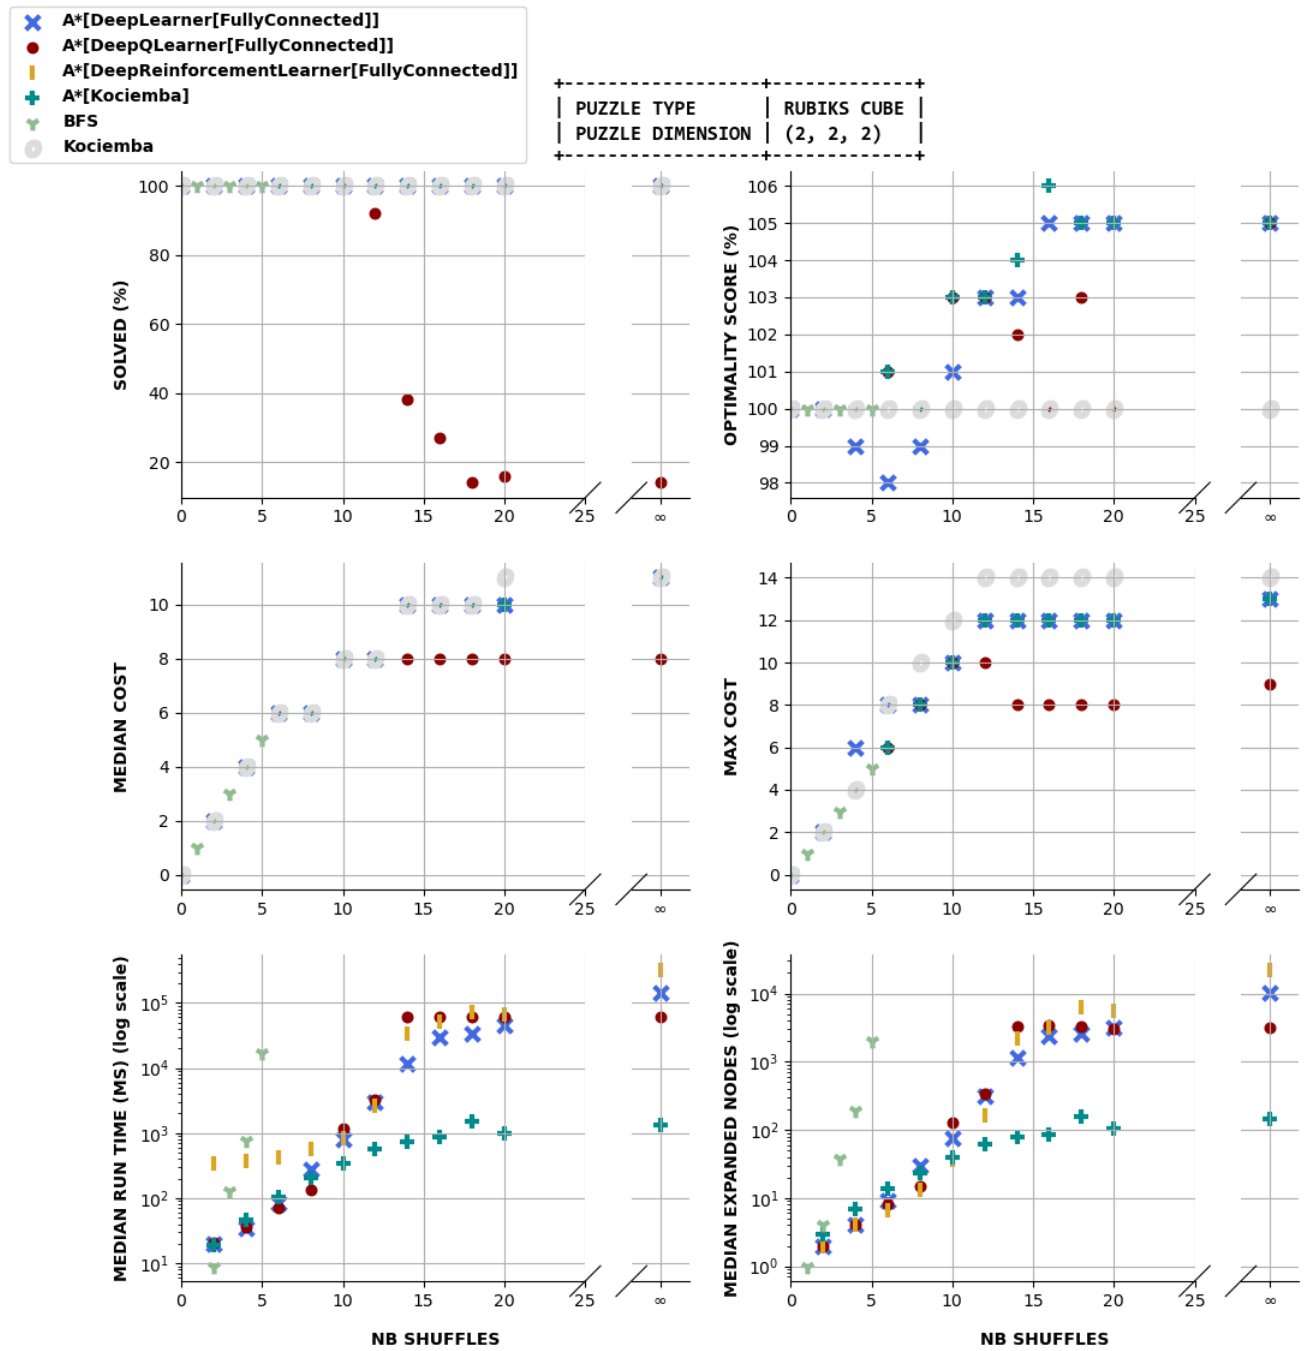 A*[DeepLearner[FullyConnected]]
A*[DeepQLearner[FullyConnected]]
A*[DeepReinforcementLearner[FullyConnected]]
A*[Kociemba]
BFS
Kociemba
+-------------------+--------------+
| PUZZLE TYPE | RUBIKS CUBE |
| PUZZLE DIMENSION | (2, 2, 2) |
+-------------------+--------------+
SOLVED (%)
100
80
60
40
20
0 5 10 15 20 25 ∞
OPTIMALITY SCORE (%)
106
105
104
103
102
101
100
99
98
0 5 10 15 20 25 ∞
MEDIAN COST
10
8
6
4
2
0
0 5 10 15 20 25 ∞
MAX COST
14
12
10
8
6
4
2
0
0 5 10 15 20 25 ∞
MEDIAN RUN TIME (MS) (log scale)
10⁵
10⁴
10³
10²
10¹
0 5 10 15 20 25 ∞
NB SHUFFLES
MEDIAN EXPANDED NODES (log scale)
10⁴
10³
10²
10¹
10⁰
0 5 10 15 20 25 ∞
NB SHUFFLES